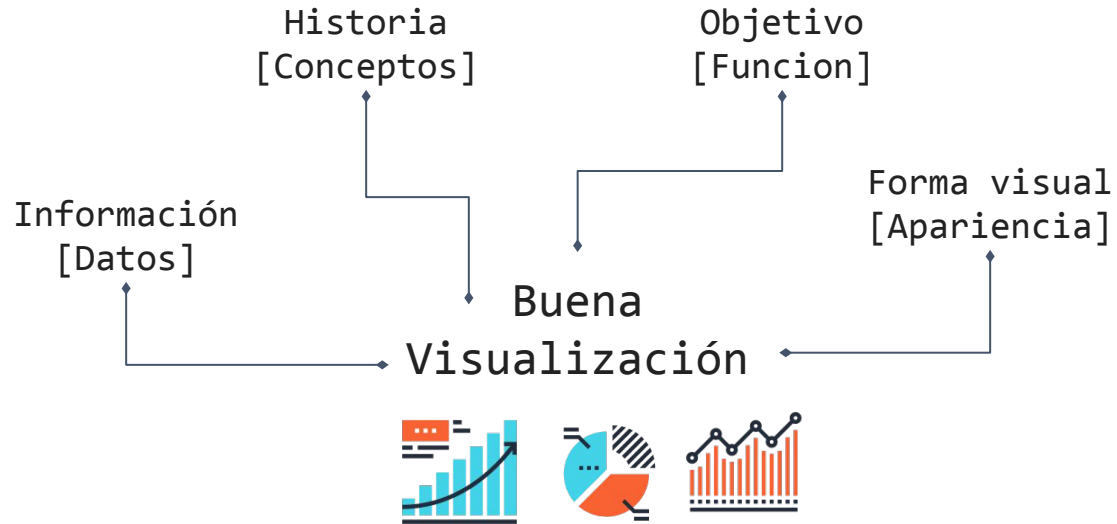 Historia
[Conceptos]
Objetivo
[Funcion]
Forma visual
[Apariencia]
Información
[Datos]
Buena
Visualización